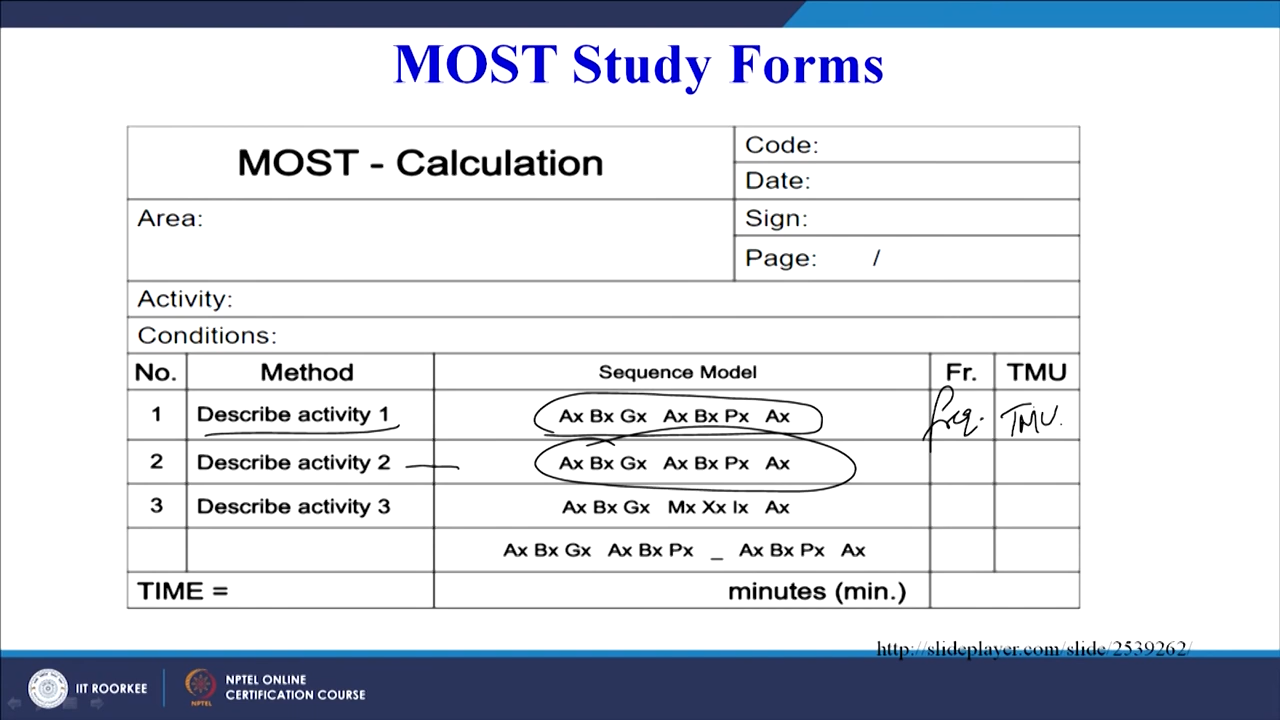 MOST Study Forms
MOST - Calculation
Code:
Date:
Area:
Sign:
Page: /
Activity:
Conditions:
No. Method Sequence Model Fr. TMU
1 Describe activity 1 Ax Bx Gx Ax Bx Px Ax freq. TMU.
2 Describe activity 2 Ax Bx Gx Ax Bx Px Ax
3 Describe activity 3 Ax Bx Gx Mx Xx Ix Ax
Ax Bx Gx Ax Bx Px _ Ax Bx Px Ax
TIME = minutes (min.)
http://slideplayer.com/slide/2539262/
IIT ROORKEE
NPTEL ONLINE
CERTIFICATION COURSE
NPTEL